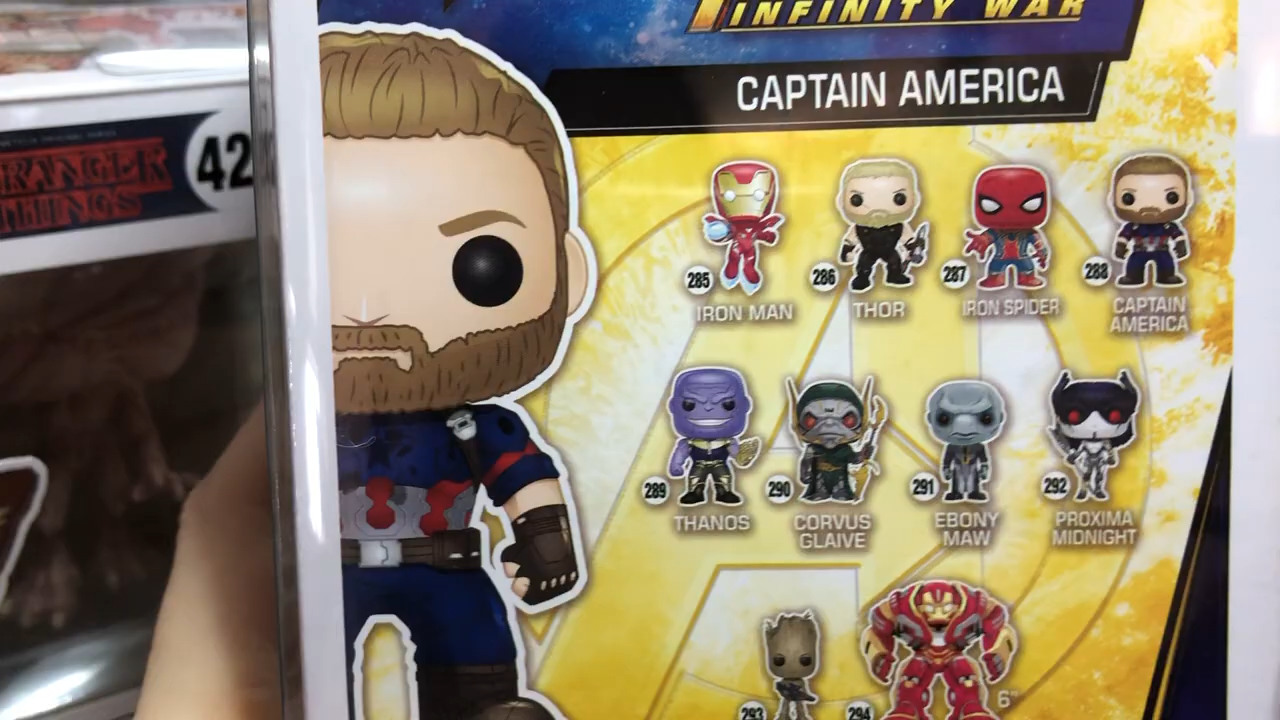 INFINITY WAR
CAPTAIN AMERICA
RANGER
THINGS
42
285
IRON MAN
286
THOR
287
IRON SPIDER
288
CAPTAIN
AMERICA
289
THANOS
290
CORVUS
GLAIVE
291
EBONY
MAW
292
PROXIMA
MIDNIGHT
293
294
6"